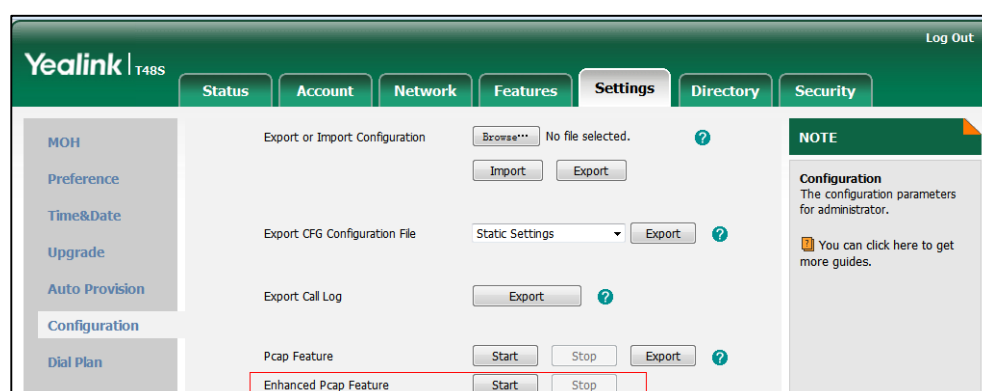 Log Out
Yealink | T48S
Status Account Network Features Settings Directory Security
MOH
Preference
Time&Date
Upgrade
Auto Provision
Configuration
Dial Plan
Export or Import Configuration Browse... No file selected. ?
Import Export
Export CFG Configuration File Static Settings Export ?
Export Call Log Export ?
Pcap Feature Start Stop Export ?
Enhanced Pcap Feature Start Stop
NOTE
Configuration
The configuration parameters
for administrator.
? You can click here to get
more guides.